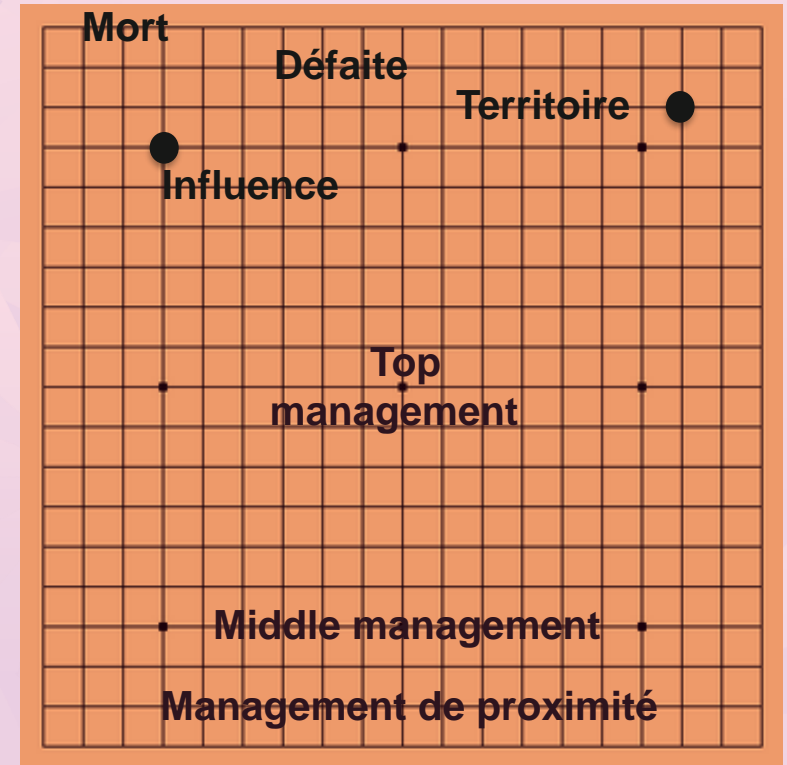 Mort
Défaite
Territoire
Influence
Top
management
Middle management
Management de proximité